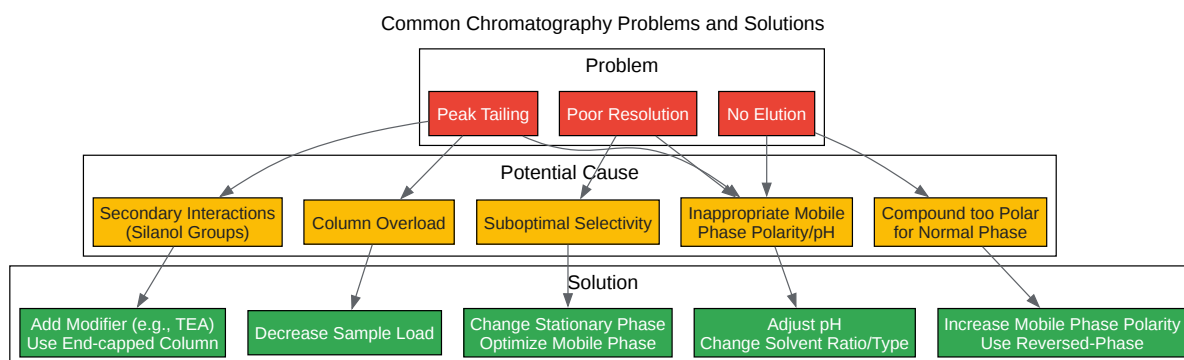 Common Chromatography Problems and Solutions
Problem
Peak Tailing
Poor Resolution
No Elution
Potential Cause
Secondary Interactions
(Silanol Groups)
Column Overload
Suboptimal Selectivity
Inappropriate Mobile
Phase Polarity/pH
Compound too Polar
for Normal Phase
Solution
Add Modifier (e.g., TEA)
Use End-capped Column
Decrease Sample Load
Change Stationary Phase
Optimize Mobile Phase
Adjust pH
Change Solvent Ratio/Type
Increase Mobile Phase Polarity
Use Reversed-Phase